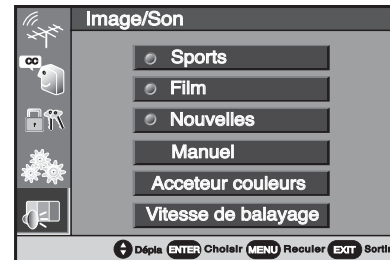 Image/Son
CC
Sports
Film
Nouvelles
Manuel
Acceteur couleurs
Vitesse de balayage
Dépla ENTER Choisir MENU Reculer EXIT Sortir